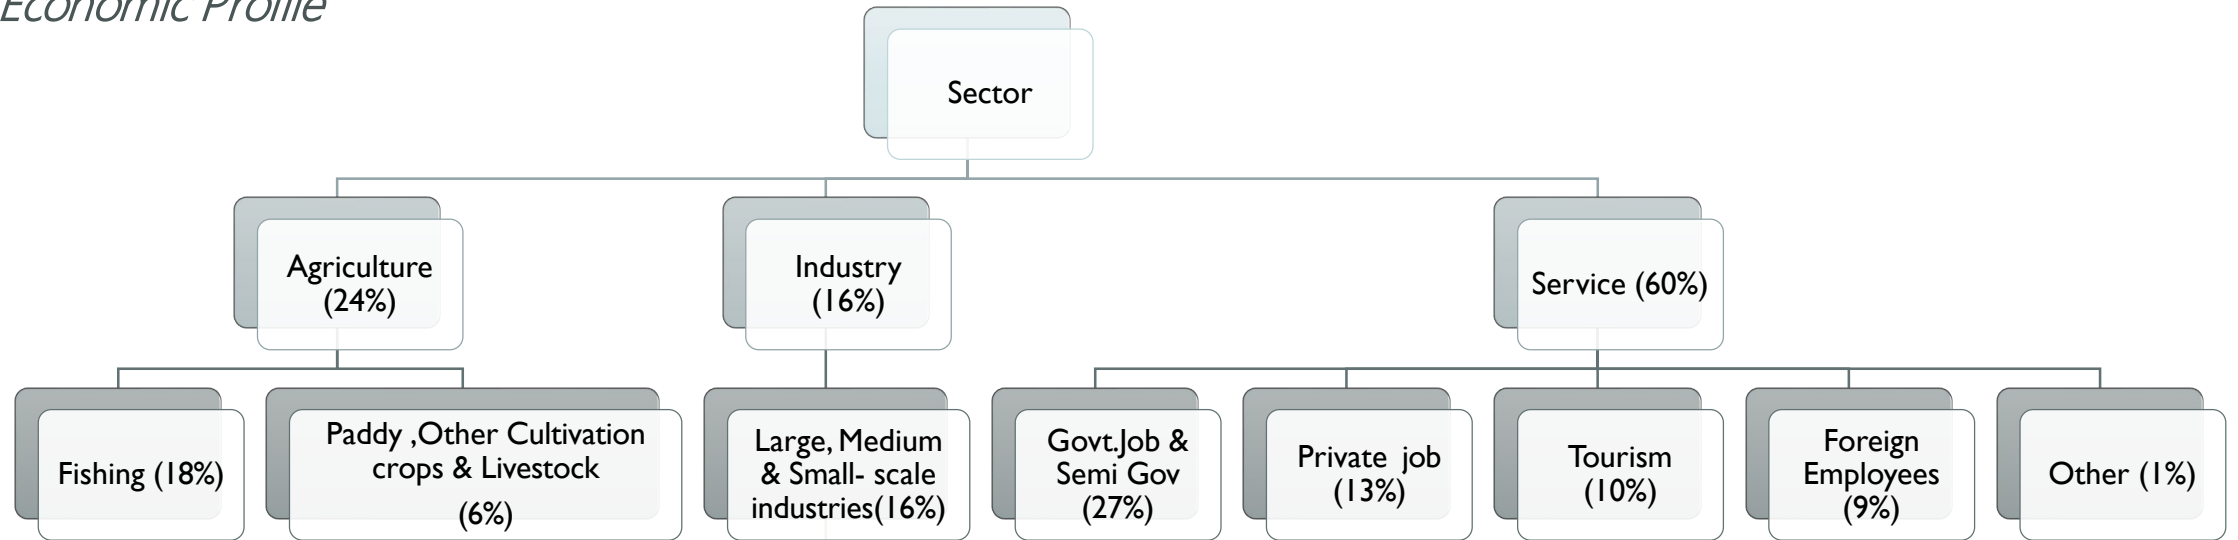 Economic Profile
Sector
Agriculture
(24%)
Industry
(16%)
Service (60%)
Fishing (18%)
Paddy ,Other Cultivation
crops & Livestock
(6%)
Large, Medium
& Small- scale
industries(16%)
Govt.Job &
Semi Gov
(27%)
Private job
(13%)
Tourism
(10%)
Foreign
Employees
(9%)
Other (1%)